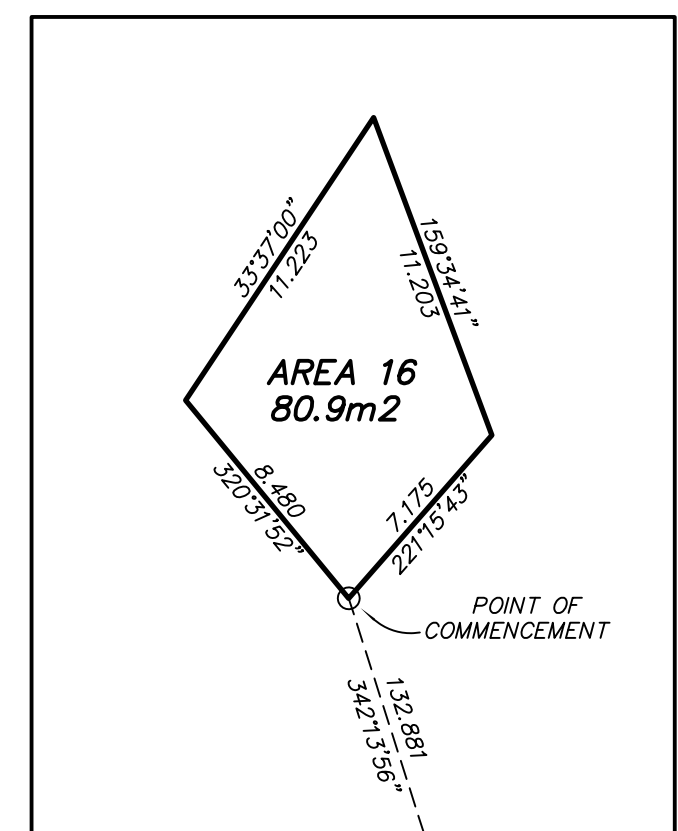 33°37'00"
11.223
159°34'41"
11.203
AREA 16
80.9m2
8.480
320°31'52"
7.175
221°15'43"
POINT OF
COMMENCEMENT
132.881
342°13'56"